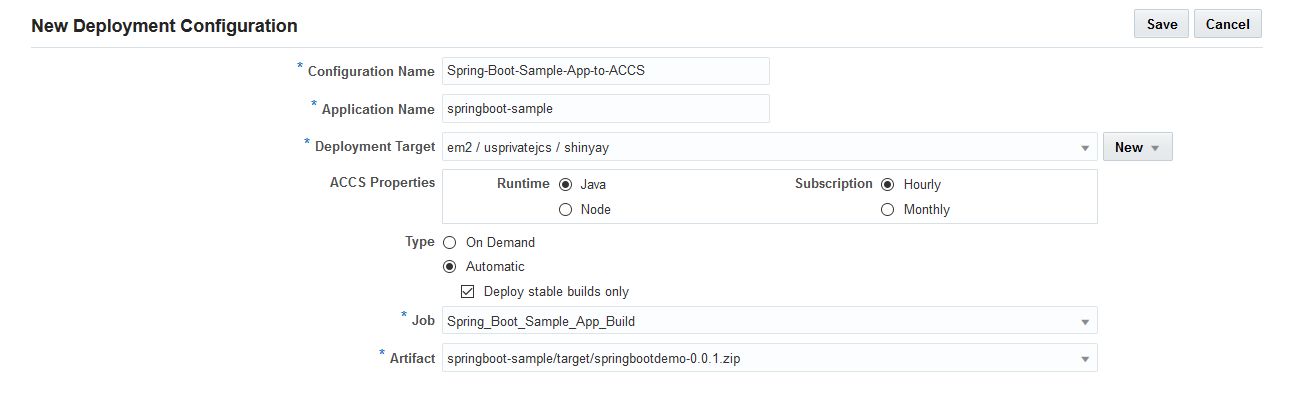 New Deployment Configuration Save Cancel
* Configuration Name Spring-Boot-Sample-App-to-ACCS
* Application Name springboot-sample
* Deployment Target em2 / usprivatejcs / shinyay New
ACCS Properties Runtime Java Subscription Hourly
Node Monthly
Type On Demand
Automatic
Deploy stable builds only
* Job Spring_Boot_Sample_App_Build
* Artifact springboot-sample/target/springbootdemo-0.0.1.zip